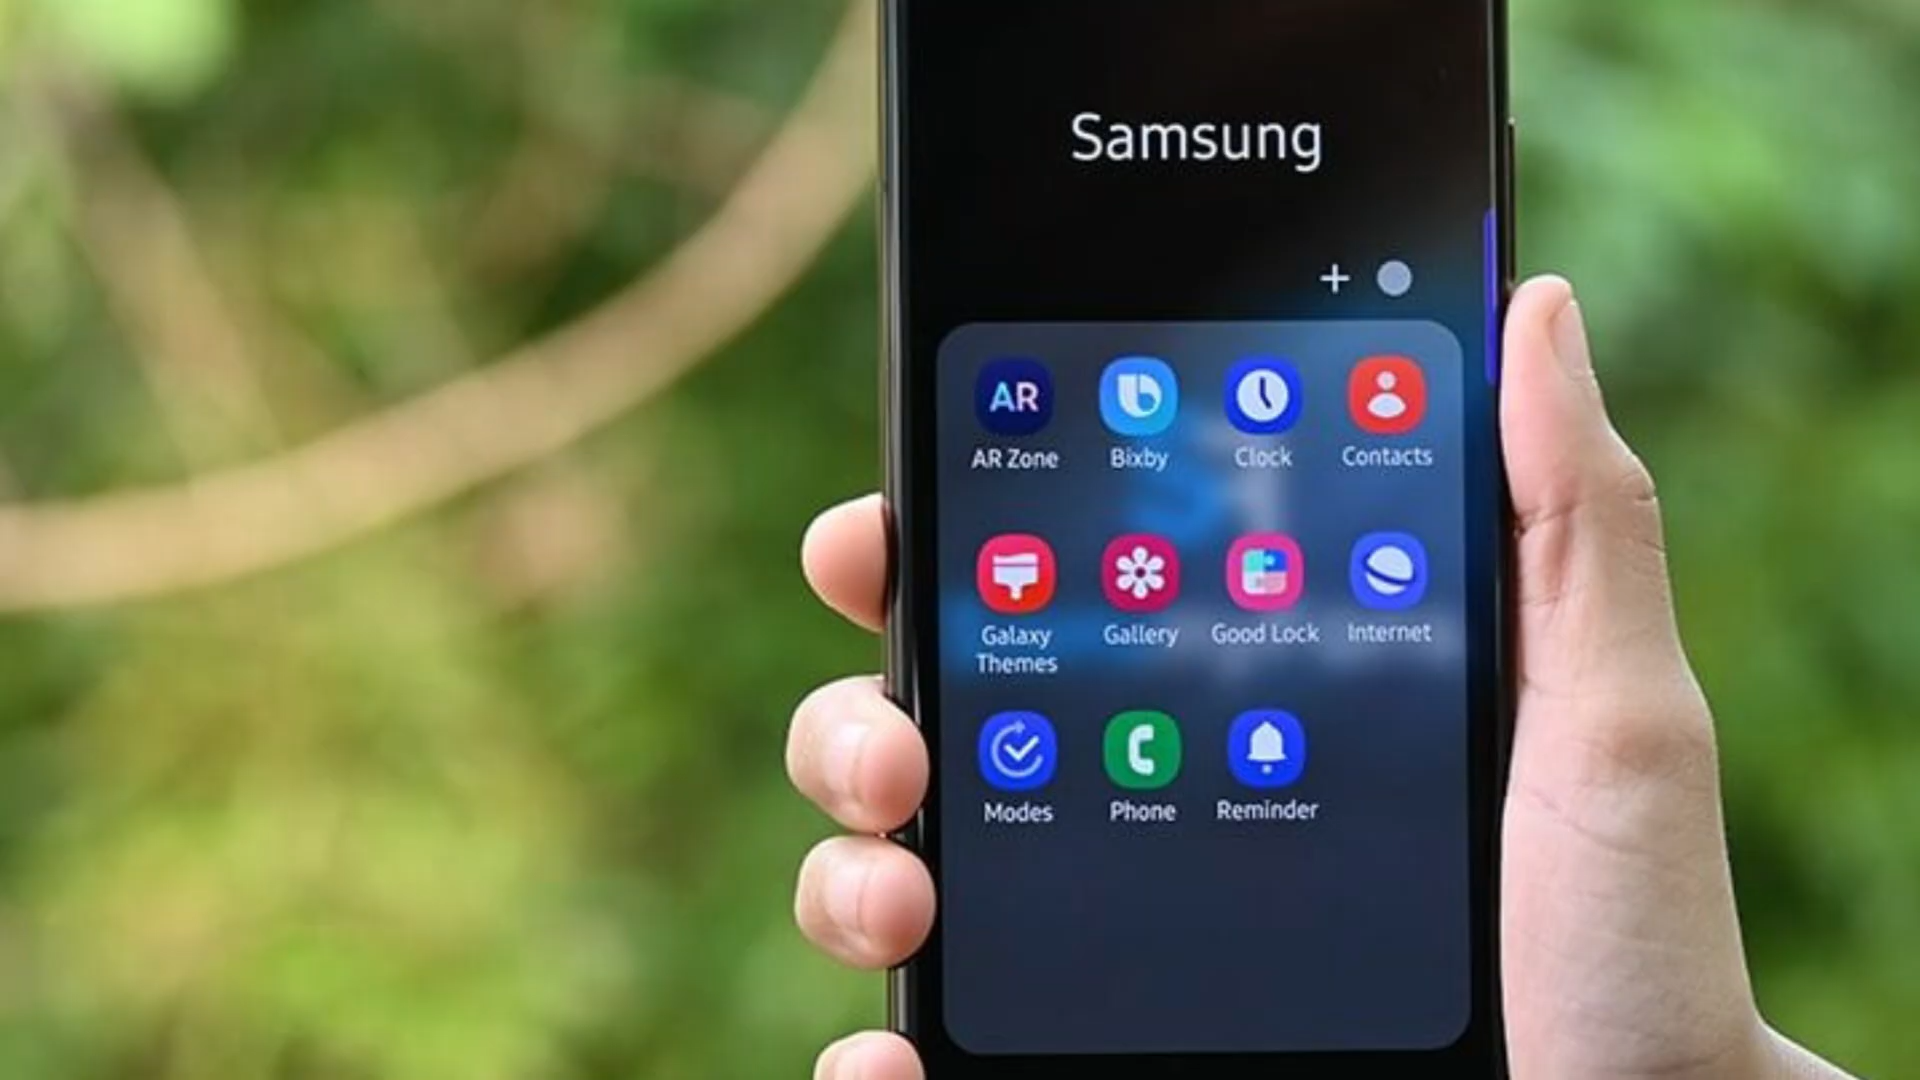 Samsung
AR
AR Zone
Bixby
Clock
Contacts
Galaxy
Themes
Gallery
Good Lock
Internet
Modes
Phone
Reminder